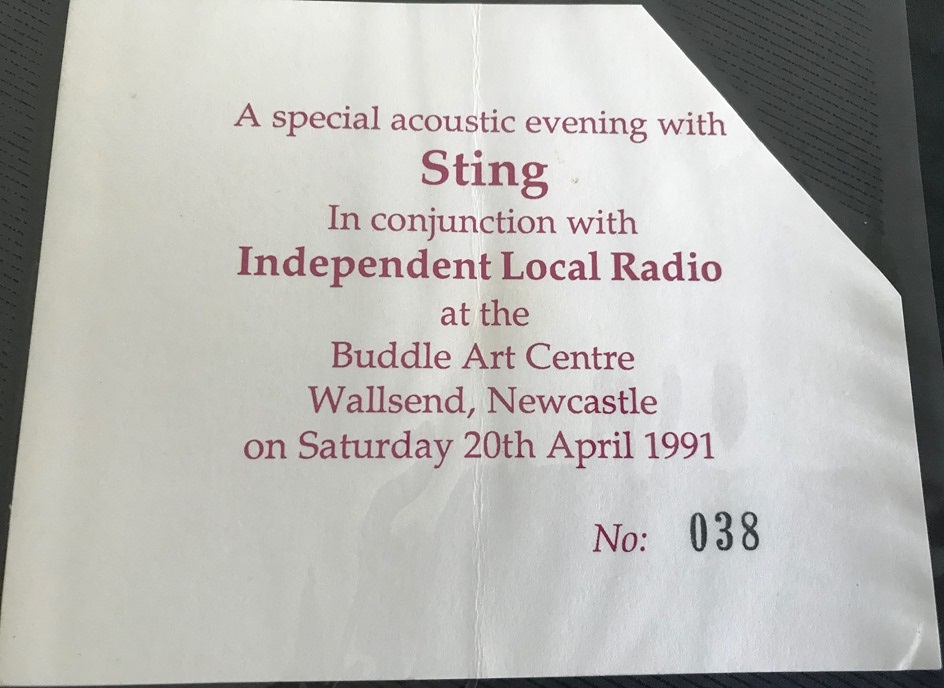 A special acoustic evening with
Sting
In conjunction with
Independent Local Radio
at the
Buddle Art Centre
Wallsend, Newcastle
on Saturday 20th April 1991
No: 038